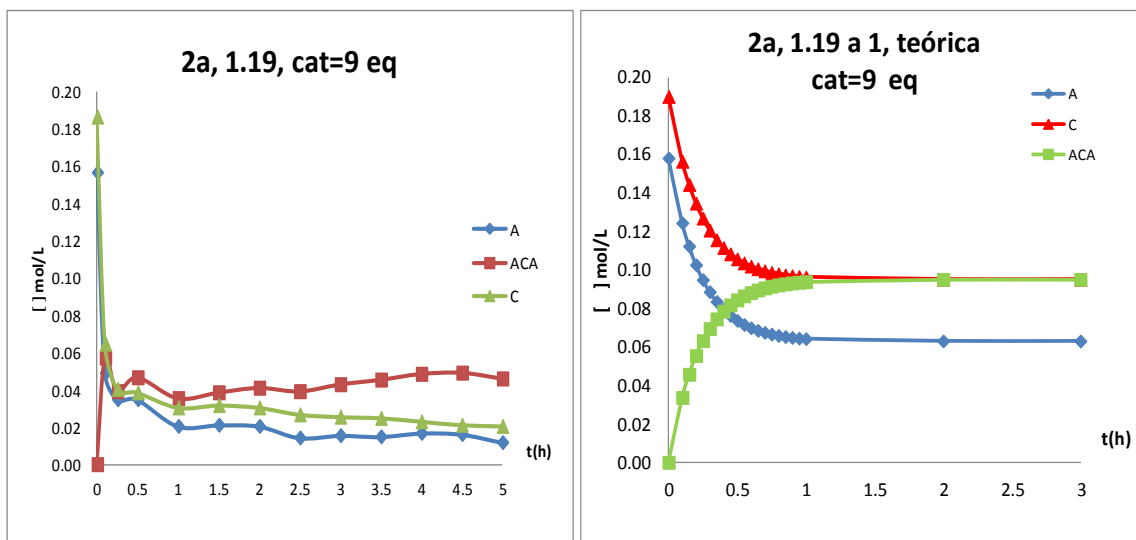 2a, 1.19, cat=9 eq
0.20
0.18
0.16
0.14
0.12
0.10
0.08
0.06
0.04
0.02
0.00
[ ] mol/L
A
ACA
C
t(h)
0 0.5 1 1.5 2 2.5 3 3.5 4 4.5 5
2a, 1.19 a 1, teórica
cat=9 eq
0.20
0.18
0.16
0.14
0.12
0.10
0.08
0.06
0.04
0.02
0.00
[ ] mol/L
A
C
ACA
t(h)
0 0.5 1 2 3